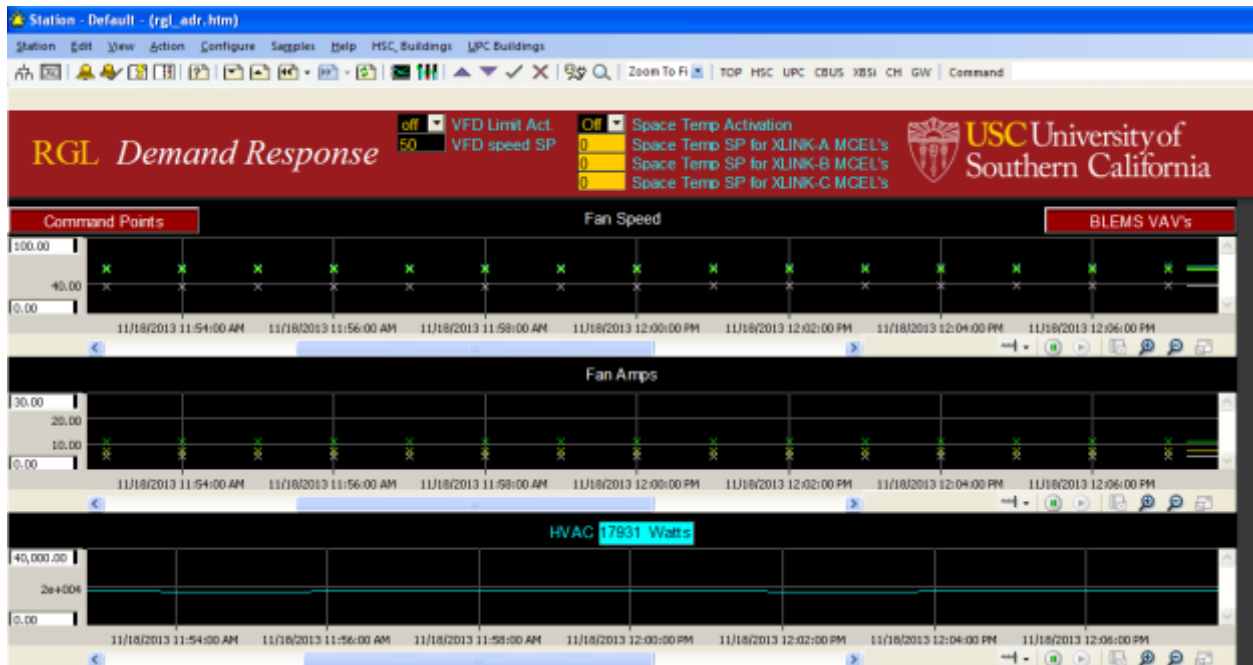 Station - Default - (rgl_adr.htm)
Station Edit View Action Configure Sagples Help HSC_Buildings UPC Buildings
Zoom To Fi TOP HSC UPC CBUS XBSi CH GW Command
RGL Demand Response
off VFD Limit Act.
50 VFD speed SP
Off Space Temp Activation
0 Space Temp SP for XLINK-A MCEL's
0 Space Temp SP for XLINK-B MCEL's
0 Space Temp SP for XLINK-C MCEL's
USC University of
Southern California
Command Points
Fan Speed
BLEMS VAV's
100.00
40.00
0.00
11/18/2013 11:54:00 AM 11/18/2013 11:56:00 AM 11/18/2013 11:58:00 AM 11/18/2013 12:00:00 PM 11/18/2013 12:02:00 PM 11/18/2013 12:04:00 PM 11/18/2013 12:06:00 PM
Fan Amps
30.00
20.00
10.00
0.00
11/18/2013 11:54:00 AM 11/18/2013 11:56:00 AM 11/18/2013 11:58:00 AM 11/18/2013 12:00:00 PM 11/18/2013 12:02:00 PM 11/18/2013 12:04:00 PM 11/18/2013 12:06:00 PM
HVAC 17931 Watts
40,000.00
2e+004
0.00
11/18/2013 11:54:00 AM 11/18/2013 11:56:00 AM 11/18/2013 11:58:00 AM 11/18/2013 12:00:00 PM 11/18/2013 12:02:00 PM 11/18/2013 12:04:00 PM 11/18/2013 12:06:00 PM